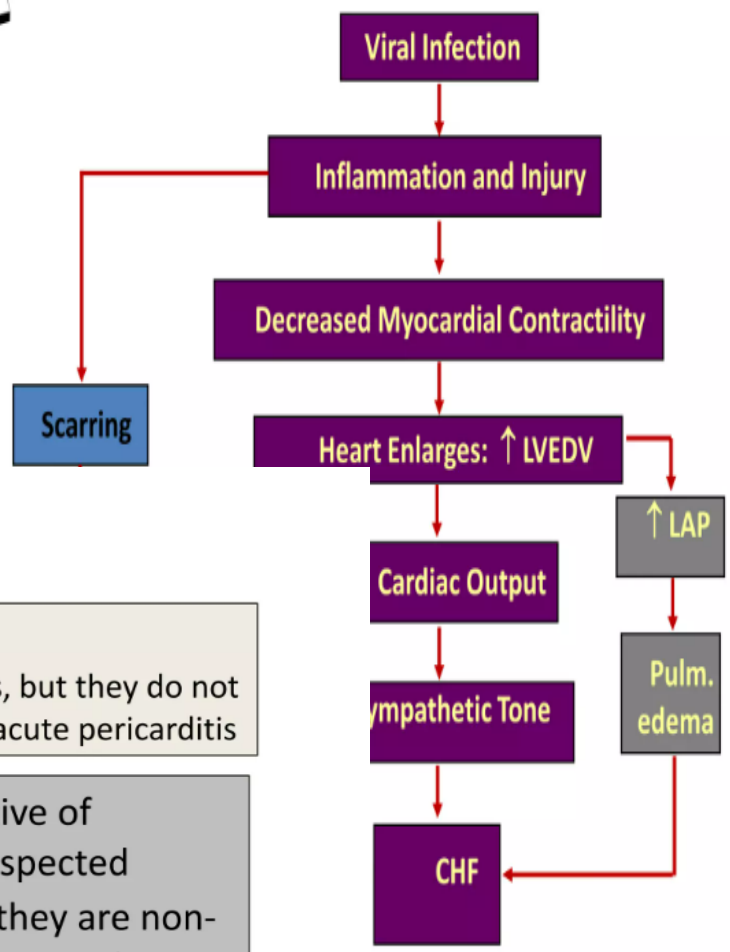 Viral Infection
Inflammation and Injury
Decreased Myocardial Contractility
Scarring
Heart Enlarges: ↑ LVEDV
↑ LAP
Cardiac Output
ympathetic Tone
Pulm.
edema
CHF
s, but they do not
acute pericarditis
ive of
spected
they are non-